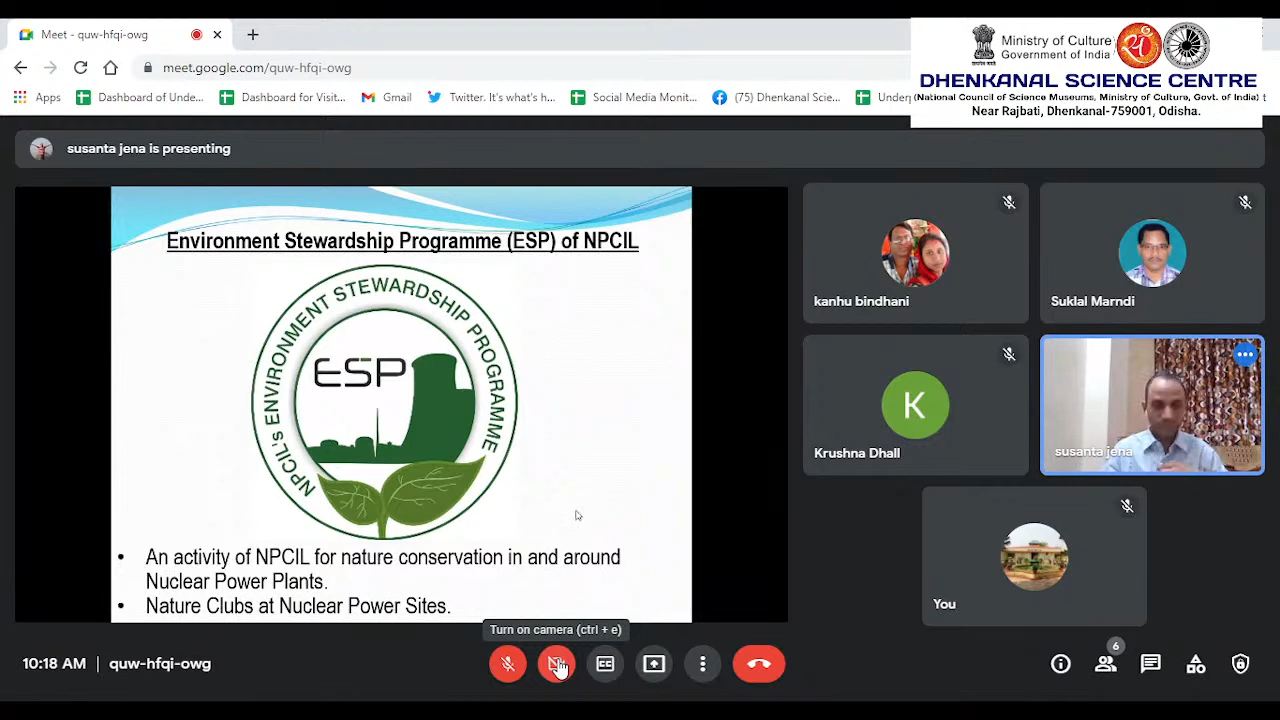 Meet - quw-hfqi-owg
meet.google.com/quw-hfqi-owg
Apps
Dashboard of Unde...
Dashboard for Visit...
Gmail
Twitter. It's what's h...
Social Media Monit...
(75) Dhenkanal Scie...
Ministry of Culture
Government of India
DHENKANAL SCIENCE CENTRE
(National Council of Science Museums, Ministry of Culture, Govt. of India)
Near Rajbati, Dhenkanal-759001, Odisha.
susanta jena is presenting
Environment Stewardship Programme (ESP) of NPCIL
NPCIL's ENVIRONMENT STEWARDSHIP PROGRAMME
ESP
• An activity of NPCIL for nature conservation in and around
Nuclear Power Plants.
• Nature Clubs at Nuclear Power Sites.
kanhu bindhani
Suklal Marndi
K
Krushna Dhall
susanta jena
You
Turn on camera (ctrl + e)
10:18 AM | quw-hfqi-owg
CC
6